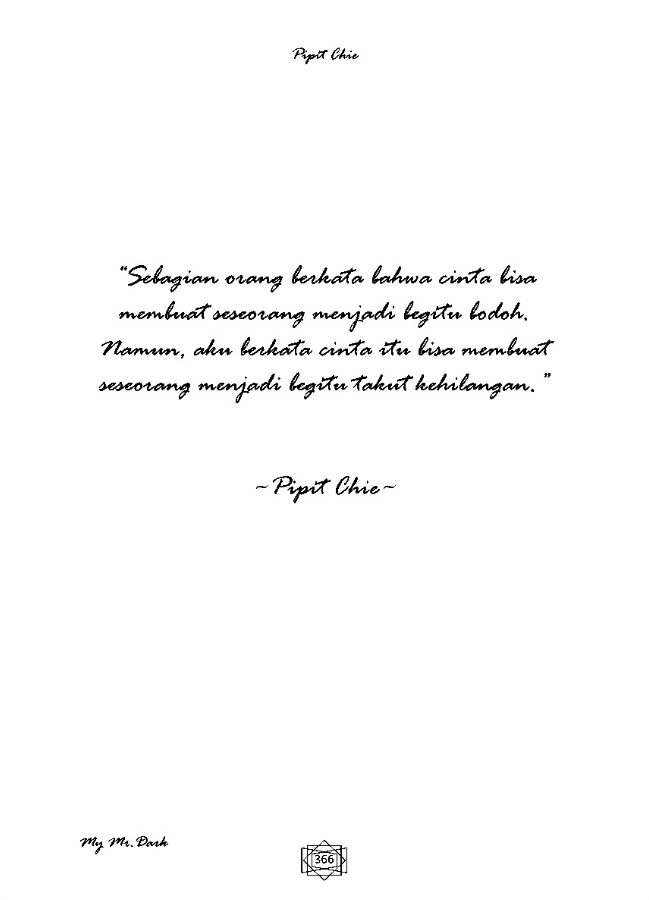 Pipit Chie
“Sebagian orang berkata bahwa cinta bisa
membuat seseorang menjadi begitu bodoh.
Namun, aku berkata cinta itu bisa membuat
seseorang menjadi begitu takut kehilangan.”
~Pipit Chie~
My Mr. Dark
366